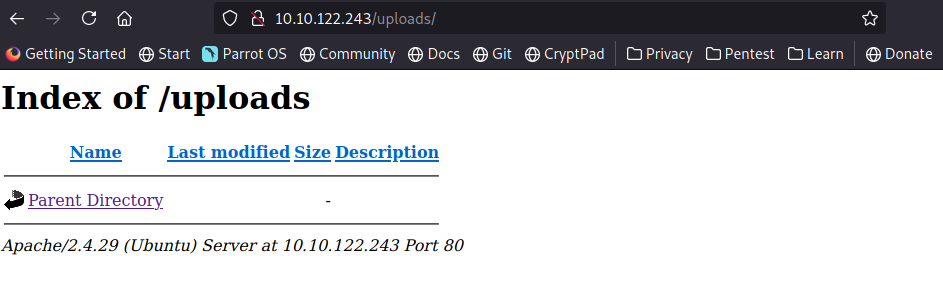 10.10.122.243/uploads/
Getting Started Start Parrot OS Community Docs Git CryptPad Privacy Pentest Learn Donate
Index of /uploads
Name Last modified Size Description
Parent Directory -
Apache/2.4.29 (Ubuntu) Server at 10.10.122.243 Port 80